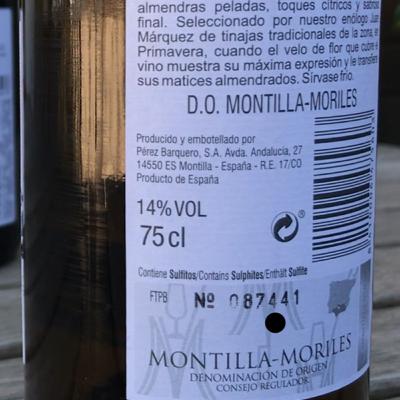 almendras peladas, toques cítricos y sabroso
final. Seleccionado por nuestro enólogo Juan
Márquez de tinajas tradicionales de la zona, en
Primavera, cuando el velo de flor que cubre el
vino muestra su máxima expresión y le transfiere
sus matices almendrados. Sírvase frío.
D.O. MONTILLA-MORILES
Producido y embotellado por
Pérez Barquero, S.A. Avda. Andalucía, 27
14550 ES Montilla - España - R.E. 17/CO
Producto de España
14% VOL
75 cl
Contiene Sulfitos/Contains Sulphites/Enthält Sulfite
FTPB Nº 087441
MONTILLA-MORILES
DENOMINACIÓN DE ORIGEN
CONSEJO REGULADOR